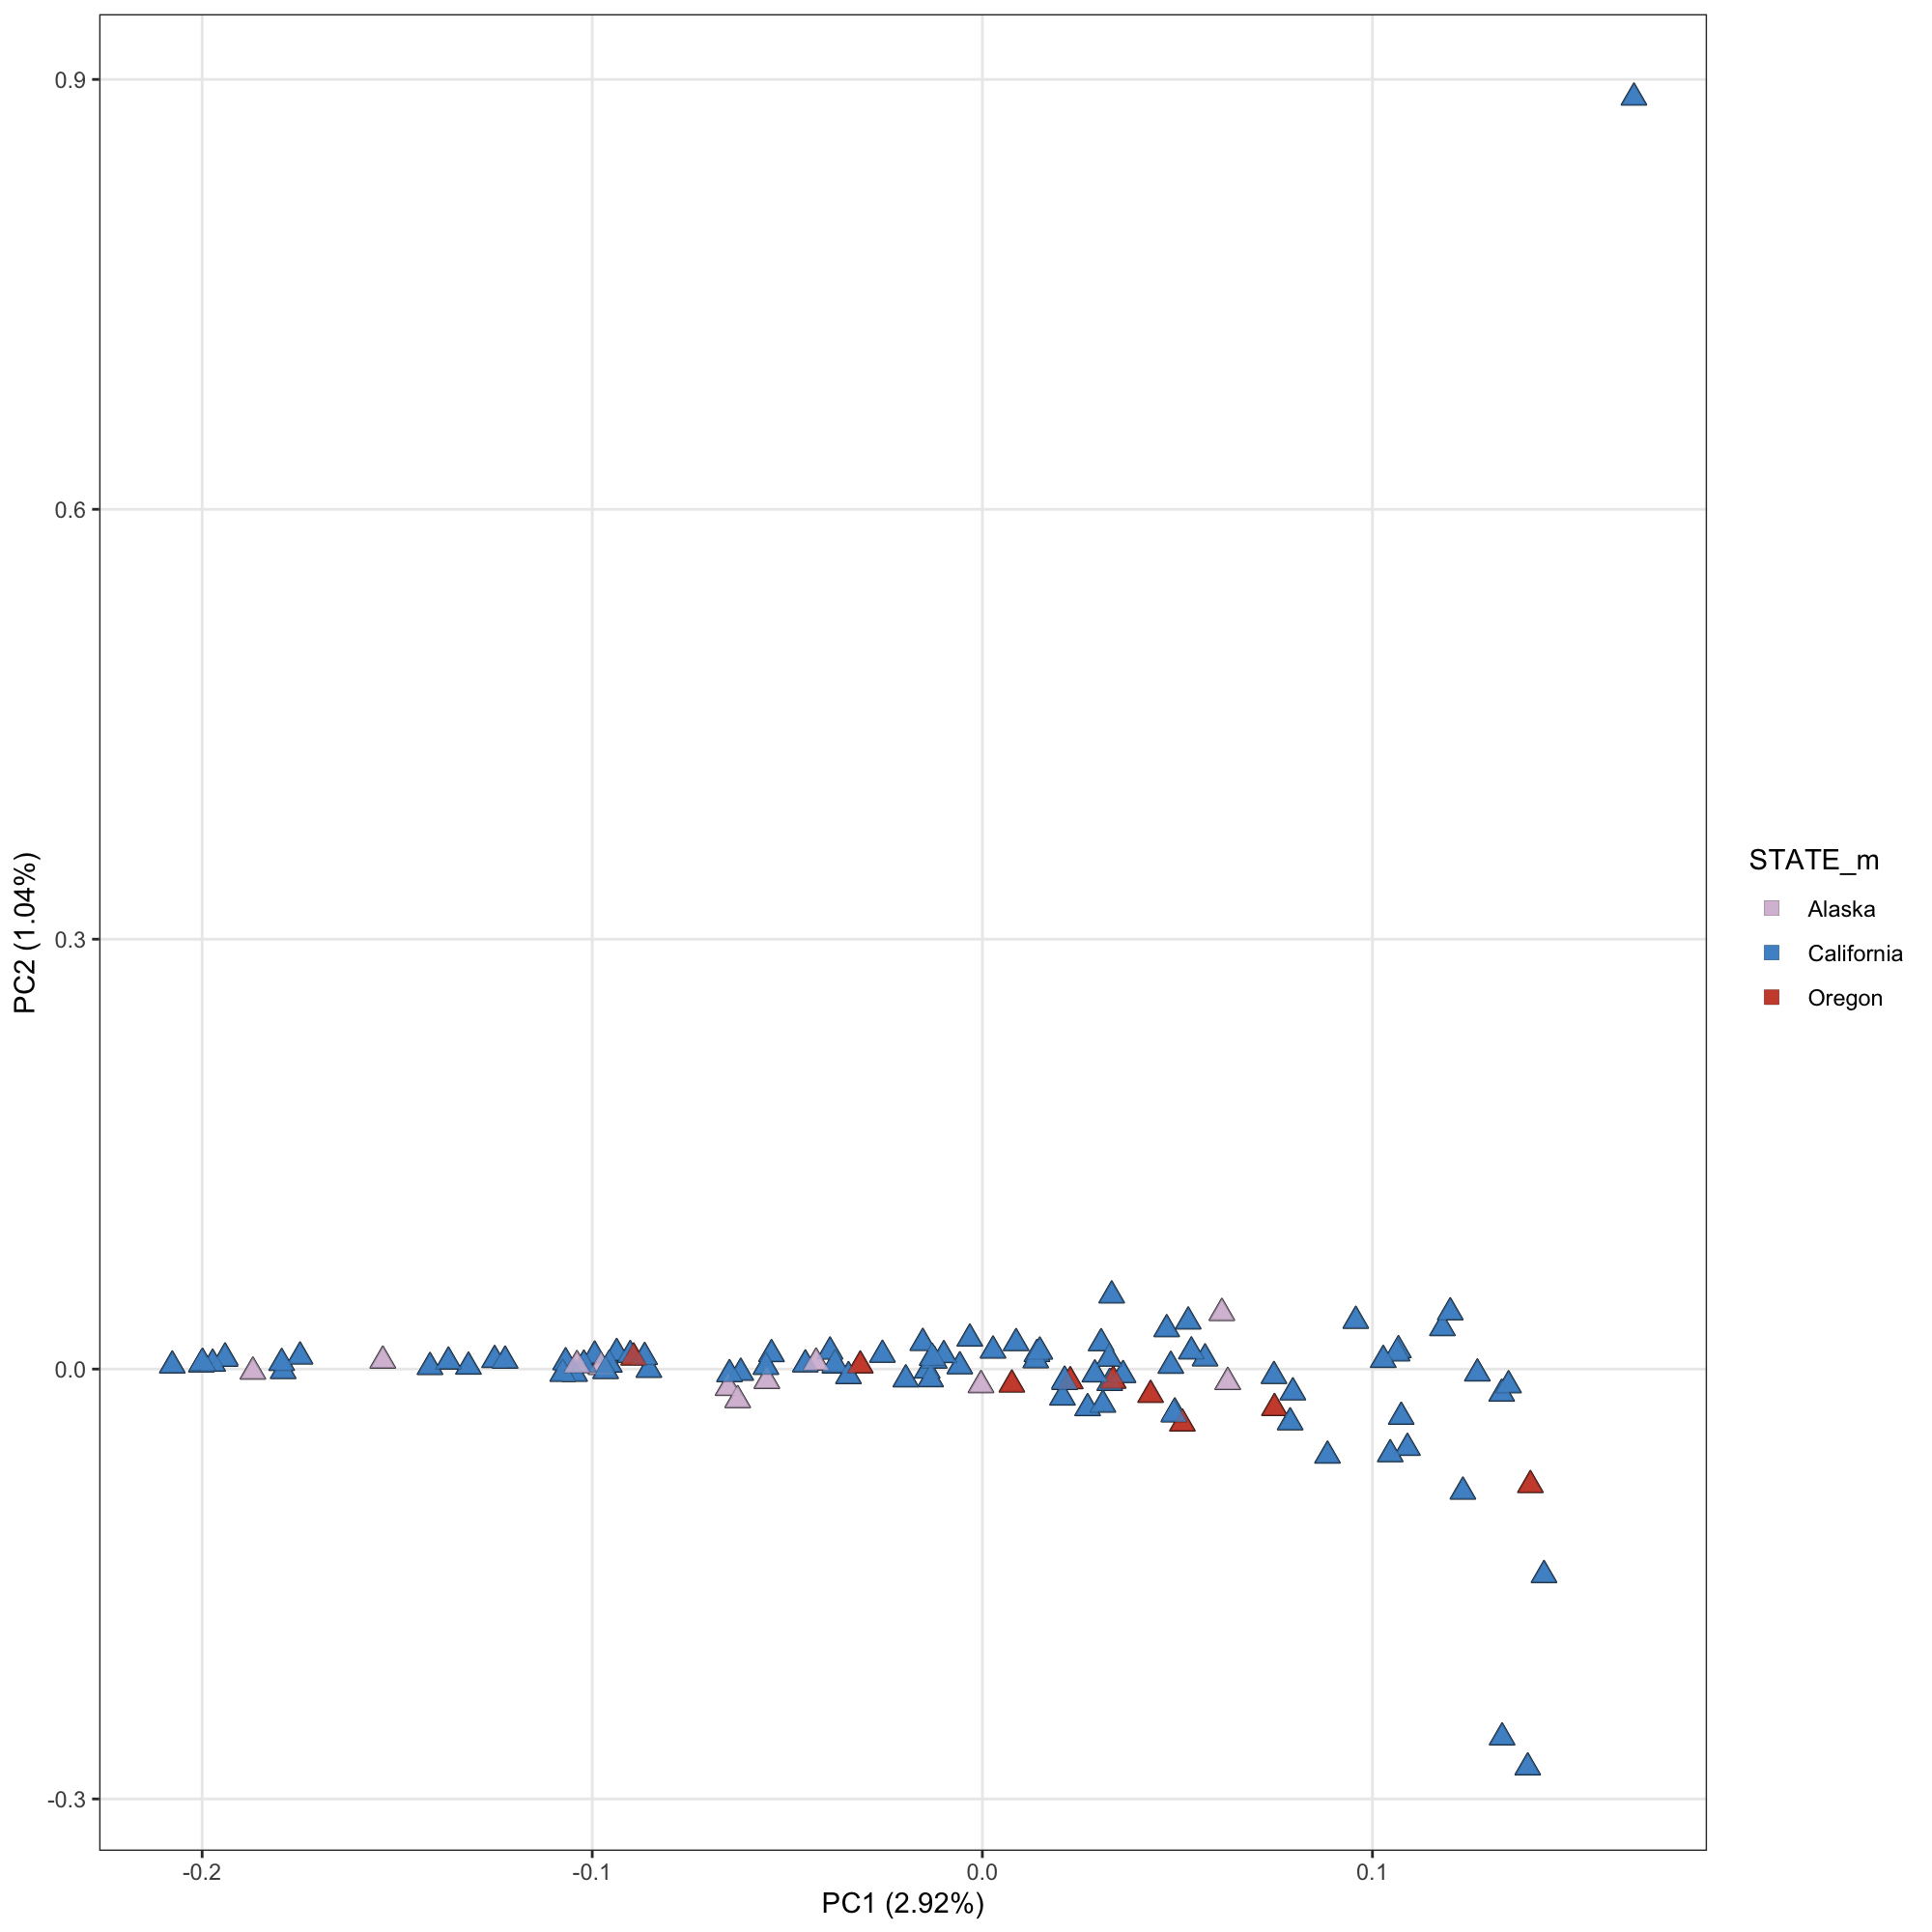 0.9
0.6
0.3
0.0
-0.3
PC2 (1.04%)
-0.2
-0.1
0.0
0.1
PC1 (2.92%)
STATE_m
Alaska
California
Oregon